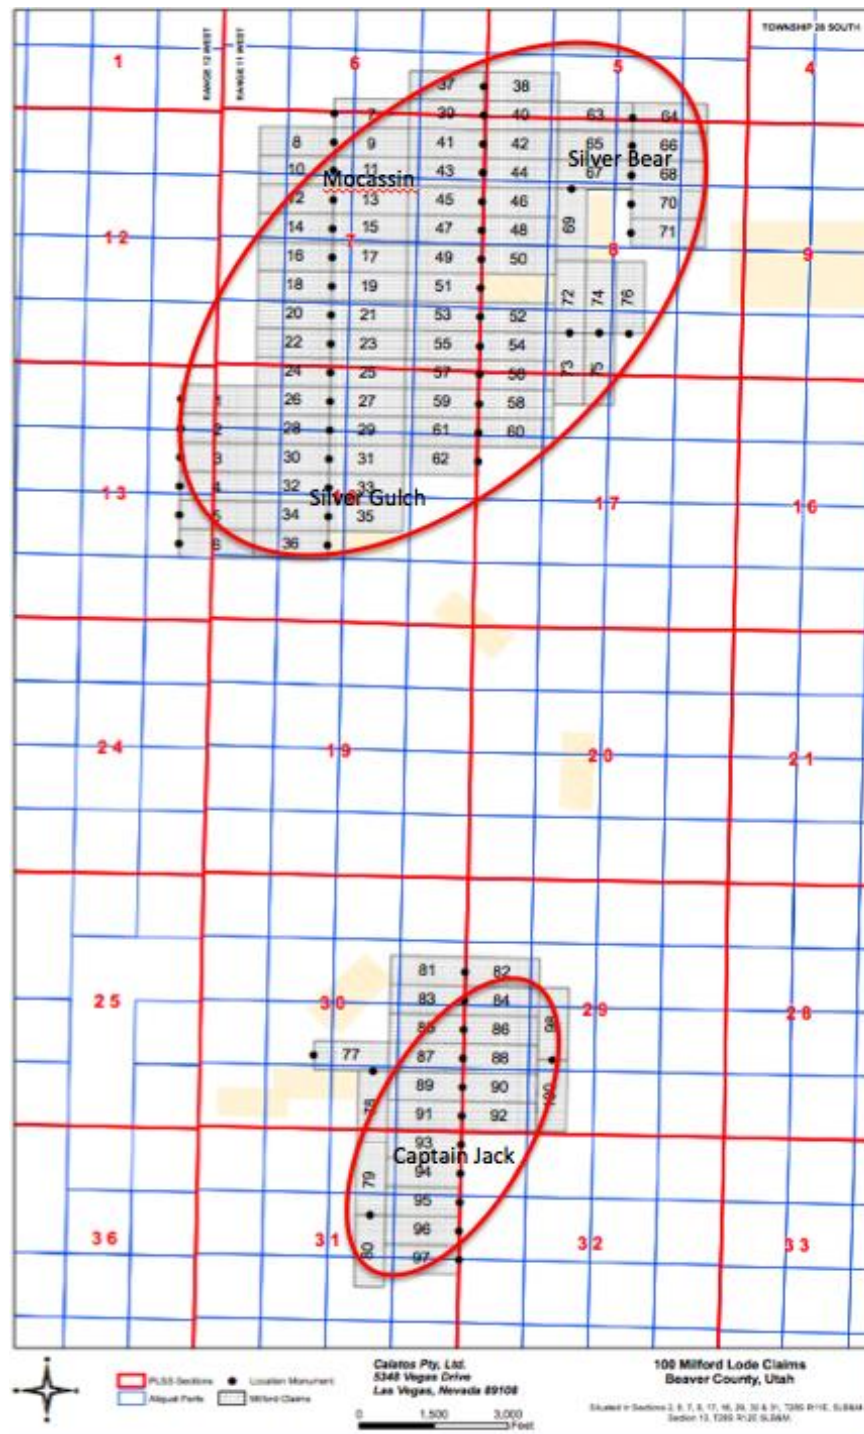 TOWNSHIP 28 SOUTH
RANGE 12 WEST
RANGE 11 WEST
1 6 5 4
37 38
7 39 40 63 64
8 9 41 42 65 66
Silver Bear
10 11 43 44 67 68
Mocassin
12 13 45 46 70
14 15 47 48 69 71
12 7 8 9
16 17 49 50
18 19 51 72 74 76
20 21 53 52
22 23 55 54
24 25 57 56 73 75
1 26 27 59 58
2 28 29 61 60
3 30 31 62
4 32 33
13 17 16
Silver Gulch
5 34 35
6 36
24 19 20 21
81 82
25 30 83 84 29 28
85 86 98
77 87 88
89 90 100
78 91 92
93
Captain Jack
79 94
95
36 31 96 32 33
80 97
PLSS Sections
Location Monument
Aliquot Parts
Milford Claims
Calatos Pty, Ltd.
5348 Vegas Drive
Las Vegas, Nevada 89108
0 1,500 3,000
Feet
100 Milford Lode Claims
Beaver County, Utah